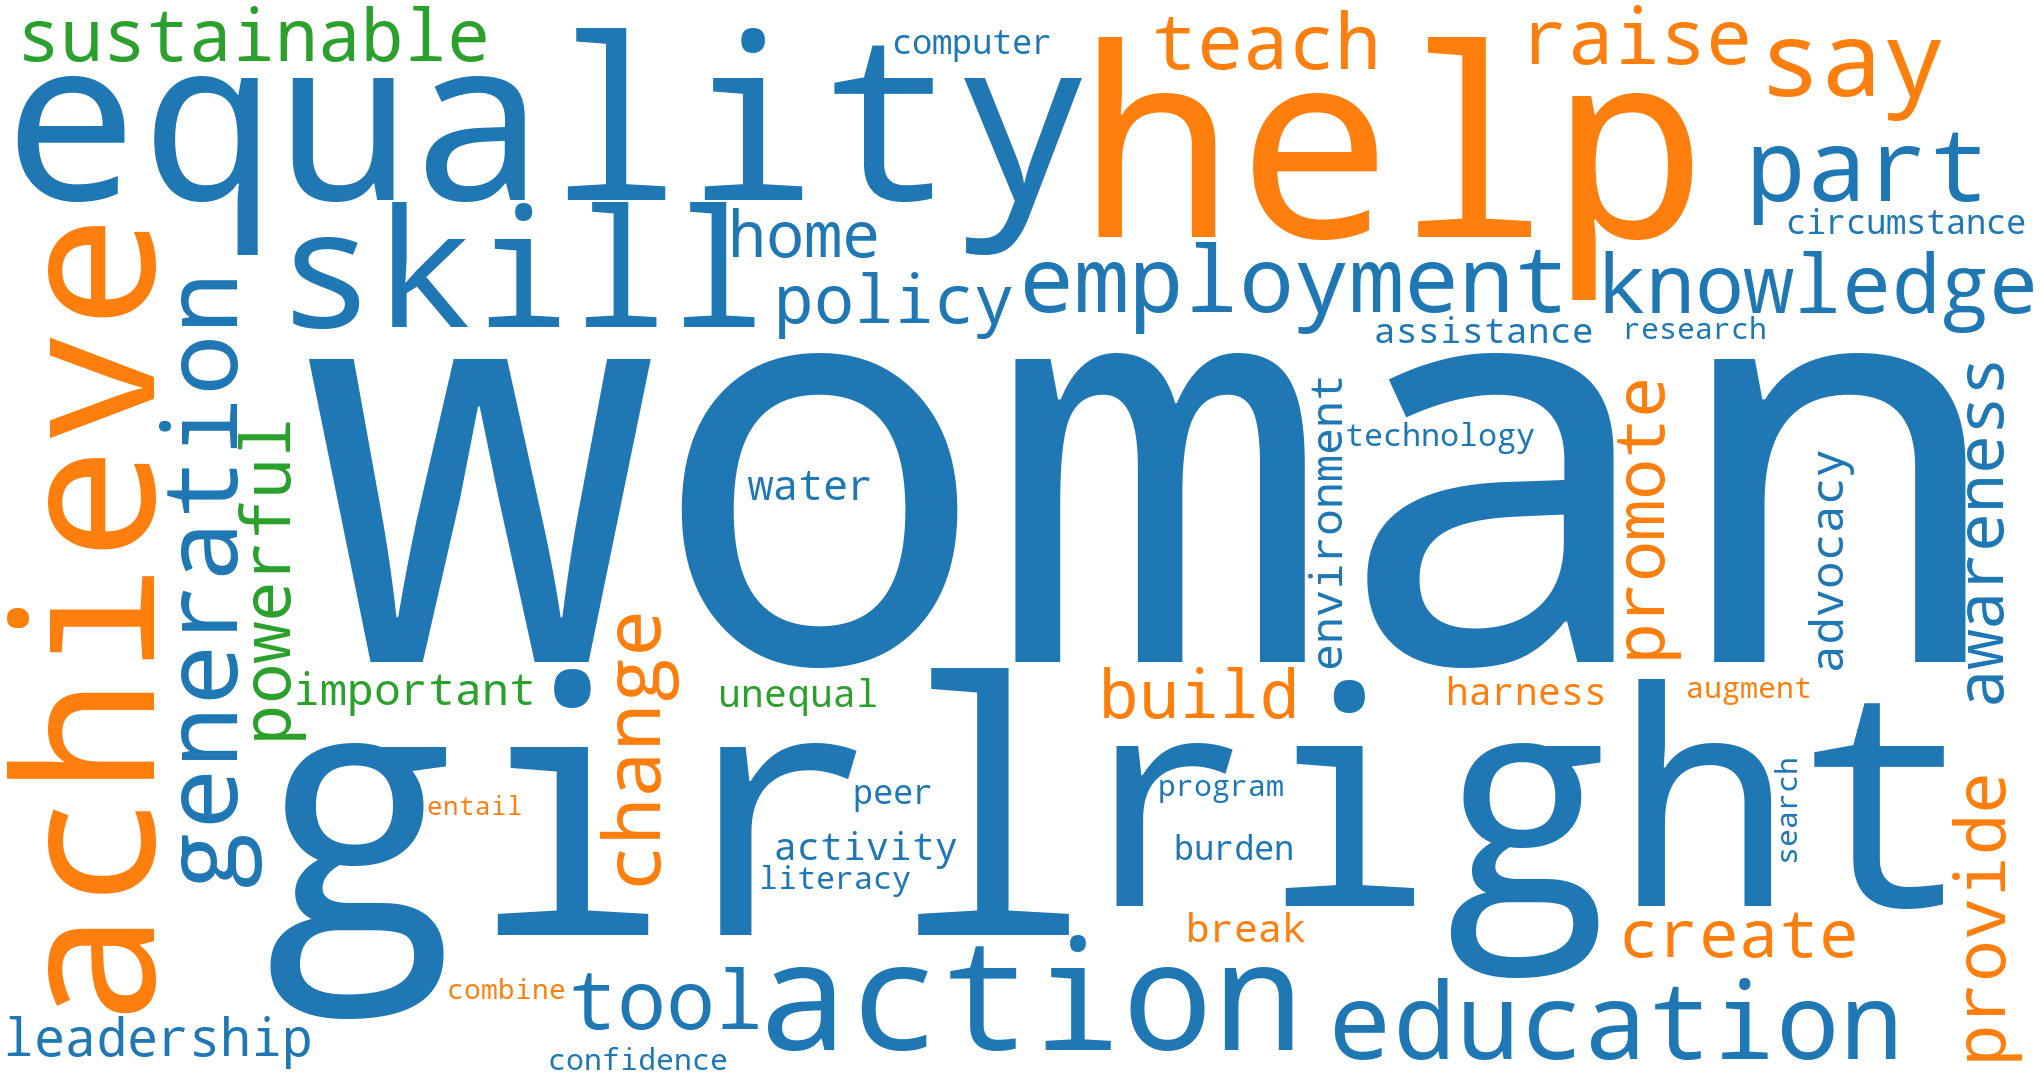 sustainable
equality
computer
help
teach
raise
say
part
circumstance
skill
home
policy
employment
knowledge
assistance
research
achieve
generation
powerful
woman
water
environment
technology
promote
advocacy
awareness
important
change
unequal
build
harness
augment
girl
right
entail
peer
program
search
activity
burden
literacy
provide
break
create
combine
tool
action
education
leadership
confidence